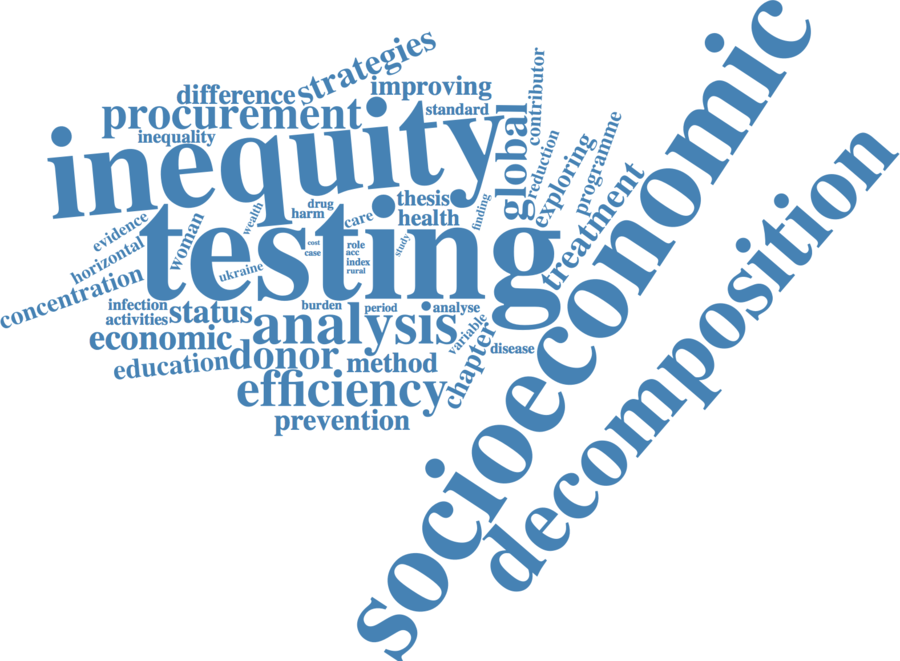 strategies
difference
improving
procurement
standard
contributor
inequality
inequity
global
reduction
exploring
programme
socioeconomic
decomposition
treatment
thesis
drug
harm
care
health
finding
wealth
woman
evidence
horizontal
concentration
testing
ukraine
cost
case
role
acc
index
rural
study
infection
activities
status
burden
period
analyse
analysis
variable
economic
donor
method
chapter
disease
education
efficiency
prevention